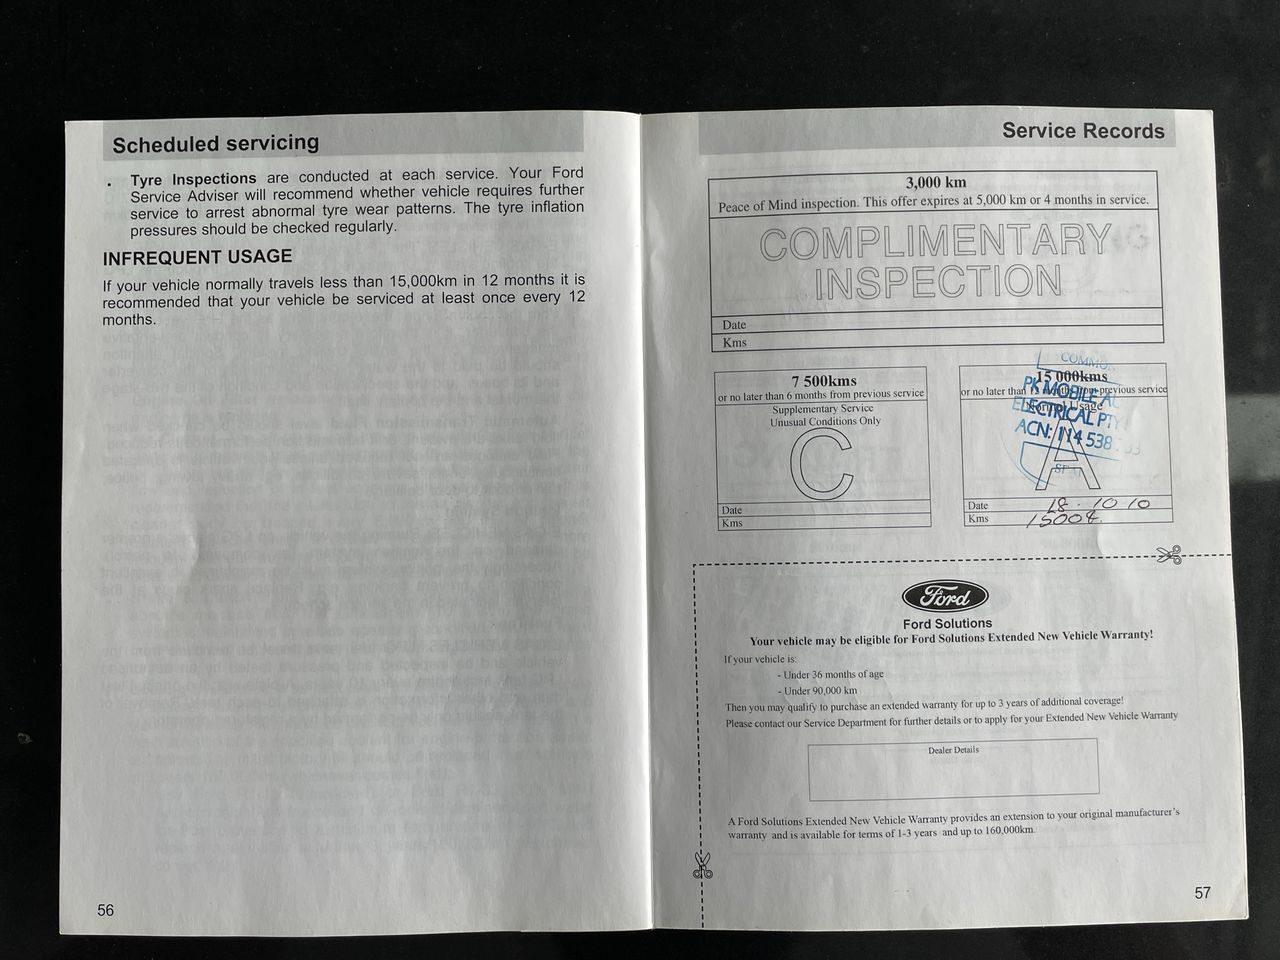 Scheduled servicing
• Tyre Inspections are conducted at each service. Your Ford
Service Adviser will recommend whether vehicle requires further
service to arrest abnormal tyre wear patterns. The tyre inflation
pressures should be checked regularly.
INFREQUENT USAGE
If your vehicle normally travels less than 15,000km in 12 months it is
recommended that your vehicle be serviced at least once every 12
months.
56
Service Records
3,000 km
Peace of Mind inspection. This offer expires at 5,000 km or 4 months in service.
COMPLIMENTARY
INSPECTION
Date
Kms
7 500kms
or no later than 6 months from previous service
Supplementary Service
Unusual Conditions Only
C
Date
Kms
15 000kms
or no later than months from previous service
Normal Usage
A
PK MOBILE
ELECTRICAL PTY
ACN: 114 538
Date 18 · 10 10
Kms
Ford
Ford Solutions
Your vehicle may be eligible for Ford Solutions Extended New Vehicle Warranty!
If your vehicle is:
- Under 36 months of age
- Under 90,000 km
Then you may qualify to purchase an extended warranty for up to 3 years of additional coverage!
Please contact our Service Department for further details or to apply for your Extended New Vehicle Warranty
Dealer Details
A Ford Solutions Extended New Vehicle Warranty provides an extension to your original manufacturer's
warranty and is available for terms of 1-3 years and up to 160,000km.
57